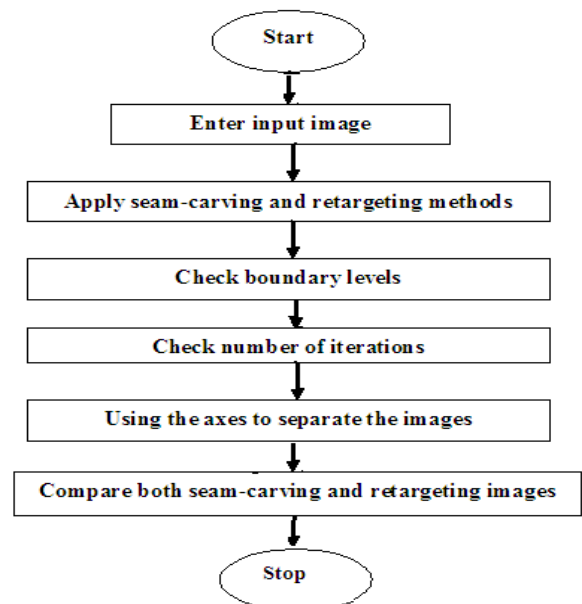 Start
Enter input image
Apply seam-carving and retargeting methods
Check boundary levels
Check number of iterations
Using the axes to separate the images
Compare both seam-carving and retargeting images
Stop